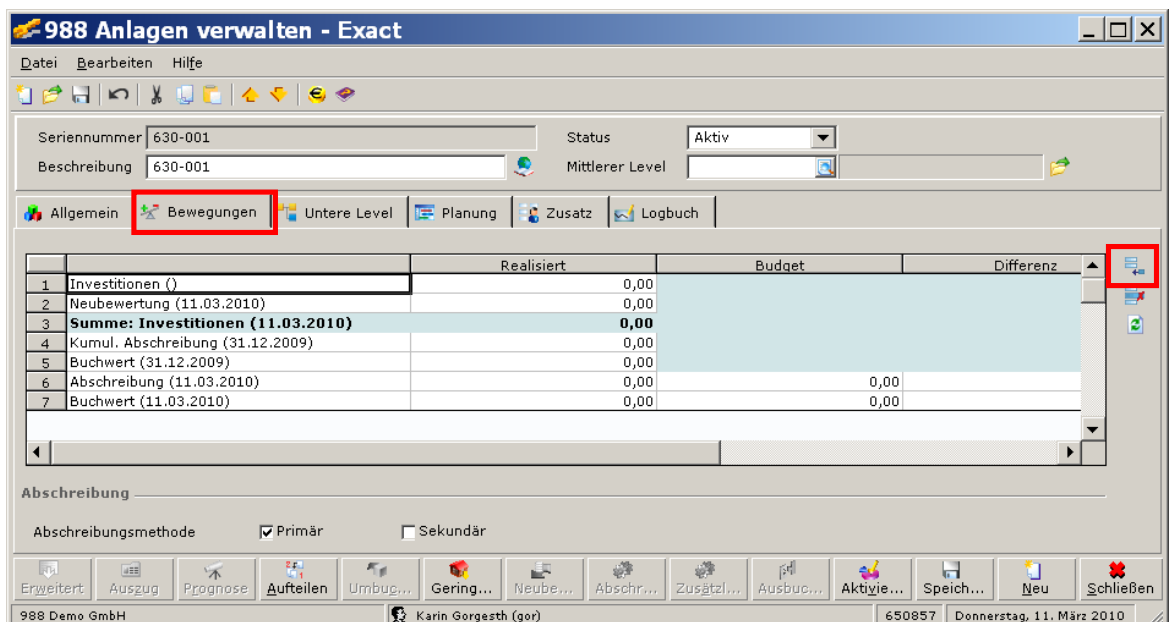 988 Anlagen verwalten - Exact
Datei Bearbeiten Hilfe
Seriennummer 630-001 Status Aktiv
Beschreibung 630-001 Mittlerer Level
Allgemein Bewegungen Untere Level Planung Zusatz Logbuch
Realisiert Budget Differenz
1 Investitionen () 0,00
2 Neubewertung (11.03.2010) 0,00
3 Summe: Investitionen (11.03.2010) 0,00
4 Kumul. Abschreibung (31.12.2009) 0,00
5 Buchwert (31.12.2009) 0,00
6 Abschreibung (11.03.2010) 0,00 0,00
7 Buchwert (11.03.2010) 0,00 0,00
Abschreibung
Abschreibungsmethode Primär Sekundär
Erweitert Auszug Prognose Aufteilen Umbuc... Gering... Neube... Abschr... Zusätzl... Ausbuc... Aktivie... Speich... Neu Schließen
988 Demo GmbH Karin Gorgesth (gor) 650857 Donnerstag, 11. März 2010